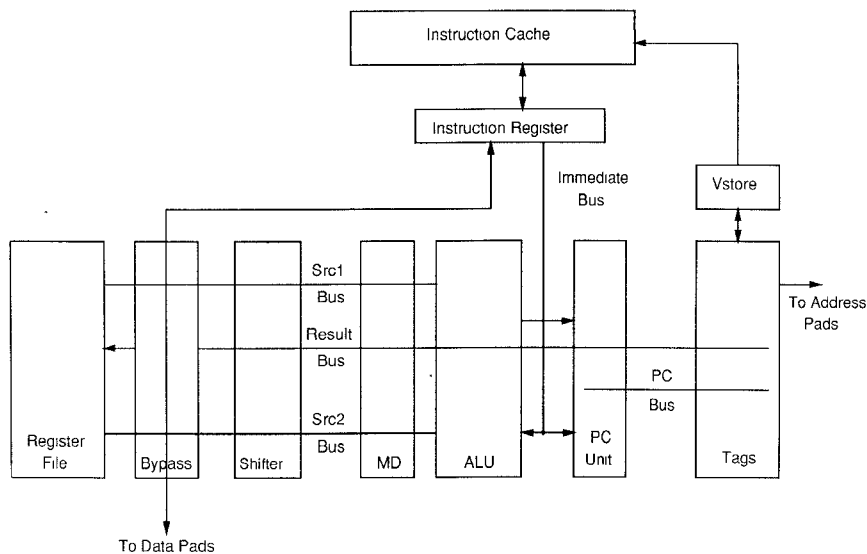 Instruction Cache
Instruction Register
Immediate
Bus
Vstore
Src1
Bus
To Address
Pads
Result
Bus
PC
Bus
Src2
Bus
Register
File
Bypass
Shifter
MD
ALU
PC
Unit
Tags
To Data Pads